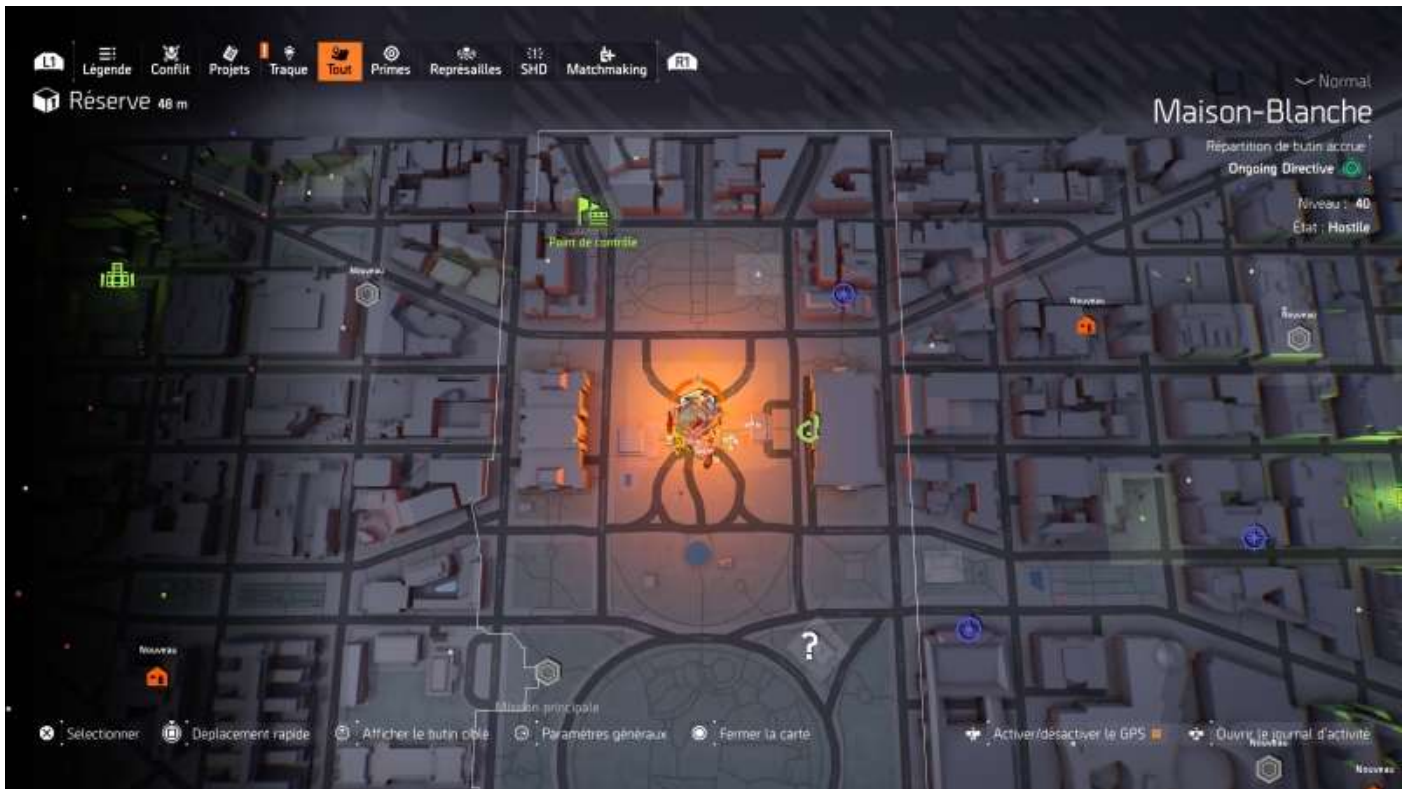 L1 Légende Conflit Projets Traque Tout Primes Représailles SHD Matchmaking R1
Réserve 48 m
Normal
Maison-Blanche
Répartition de butin accrue
Ongoing Directive
Niveau : 40
État : Hostile
Point de contrôle
Nouveau
Nouveau
Nouveau
Nouveau
?
Mission principale
Sélectionner Déplacement rapide Afficher le butin ciblé Paramètres généraux Fermer la carte Activer/désactiver le GPS Ouvrir le journal d'activité
Nouveau
Nouveau